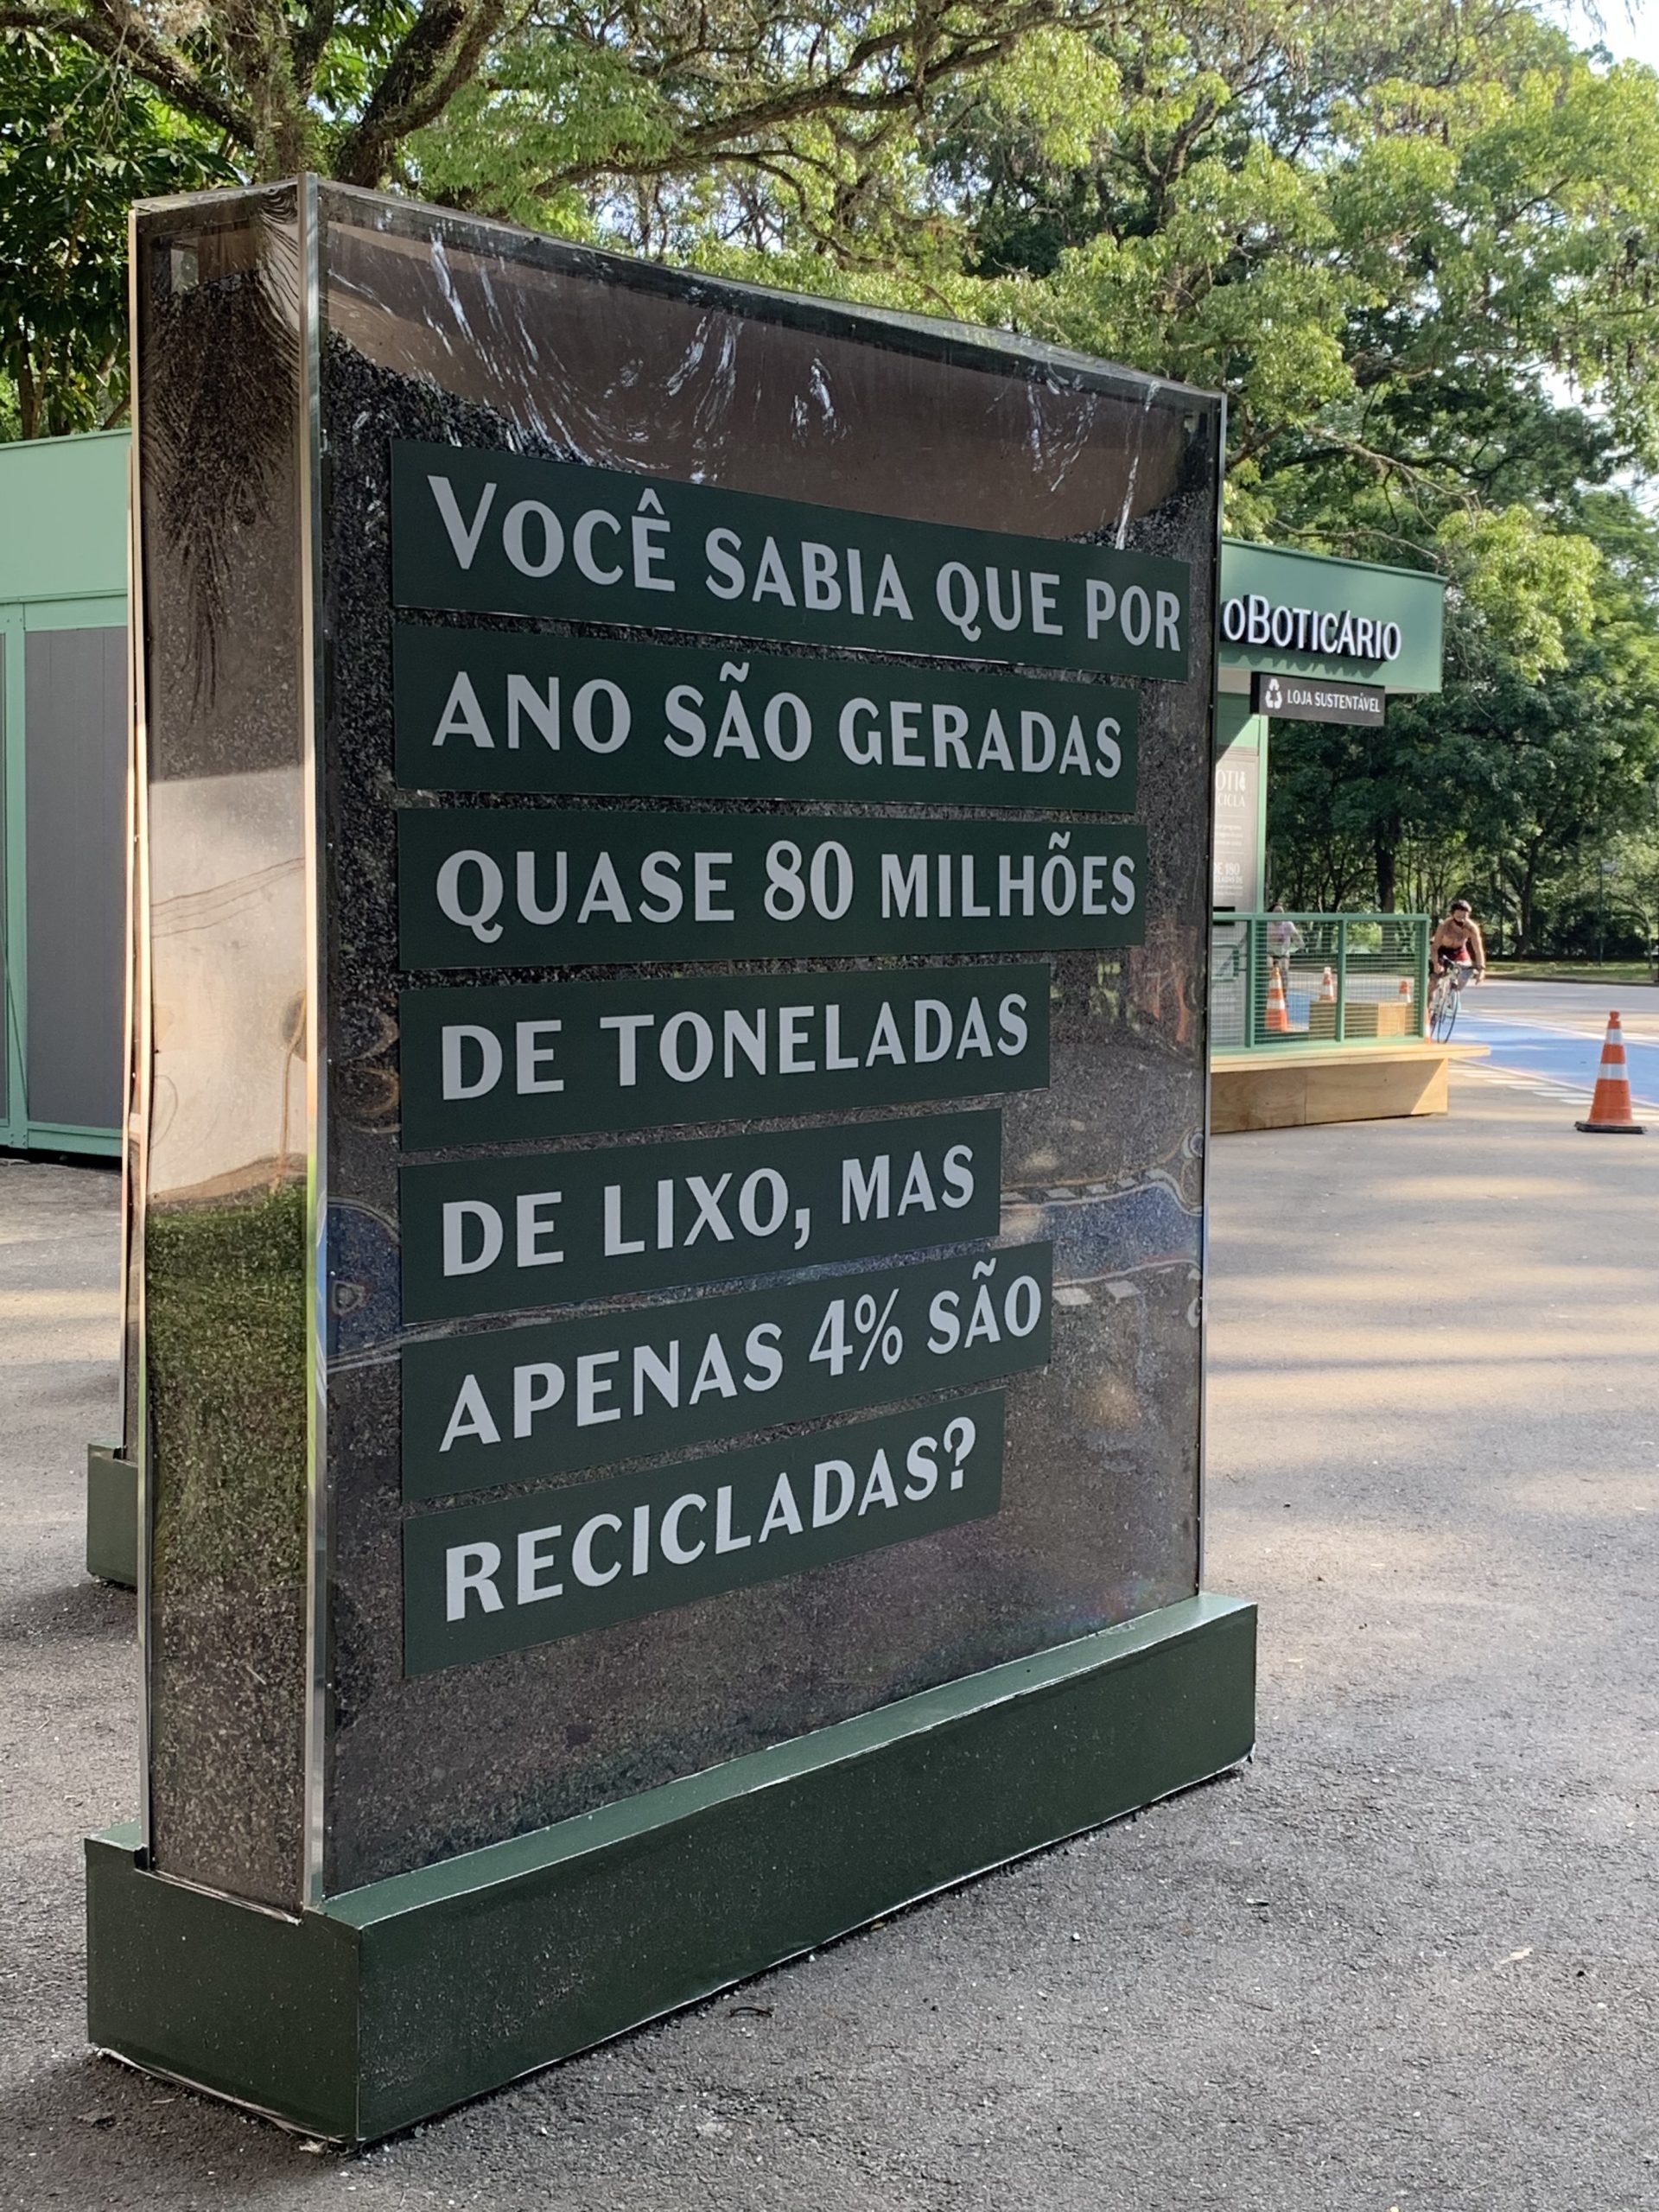 VOCÊ SABIA QUE POR
ANO SÃO GERADAS
QUASE 80 MILHÕES
DE TONELADAS
DE LIXO, MAS
APENAS 4% SÃO
RECICLADAS?
OBOTICÁRIO
LOJA SUSTENTÁVEL